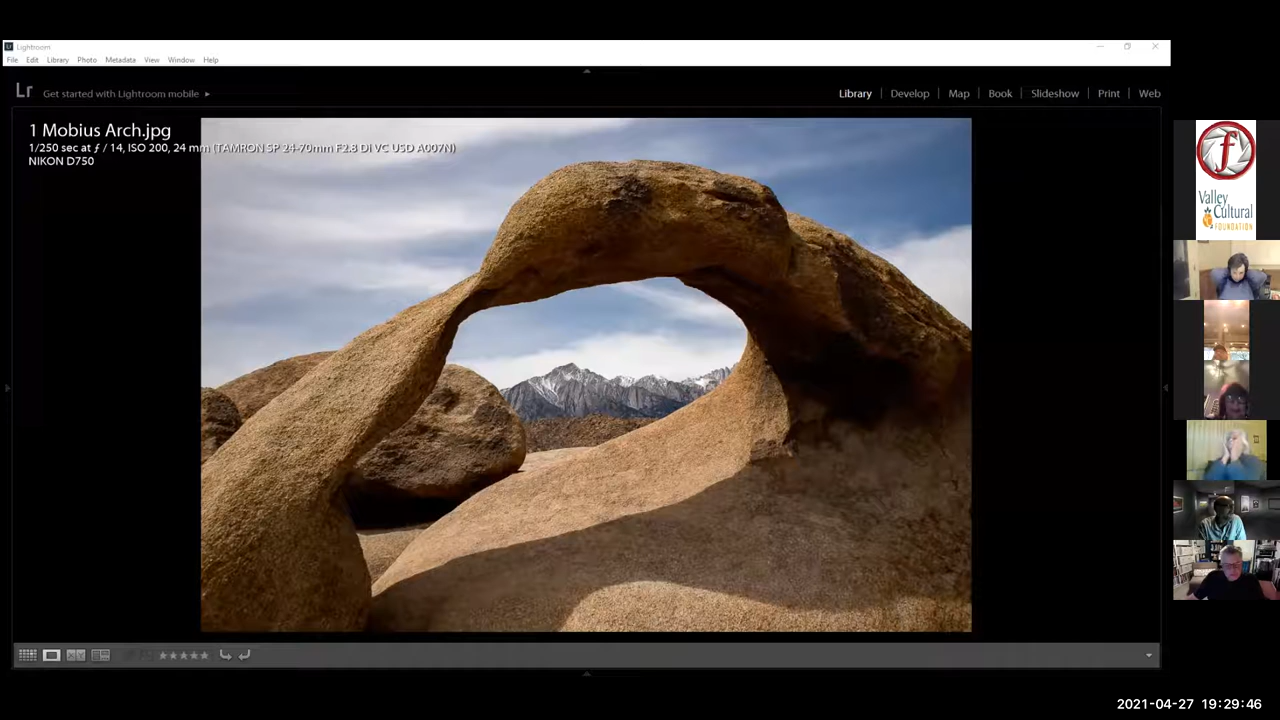 Lr Lightroom
File Edit Library Photo Metadata View Window Help
Lr Get started with Lightroom mobile ▸
Library | Develop | Map | Book | Slideshow | Print | Web
1 Mobius Arch.jpg
1/250 sec at ƒ / 14, ISO 200, 24 mm (TAMRON SP 24-70mm F2.8 Di VC USD A007N)
NIKON D750
f
Valley
Cultural
FOUNDATION
XY
2021-04-27 19:29:46